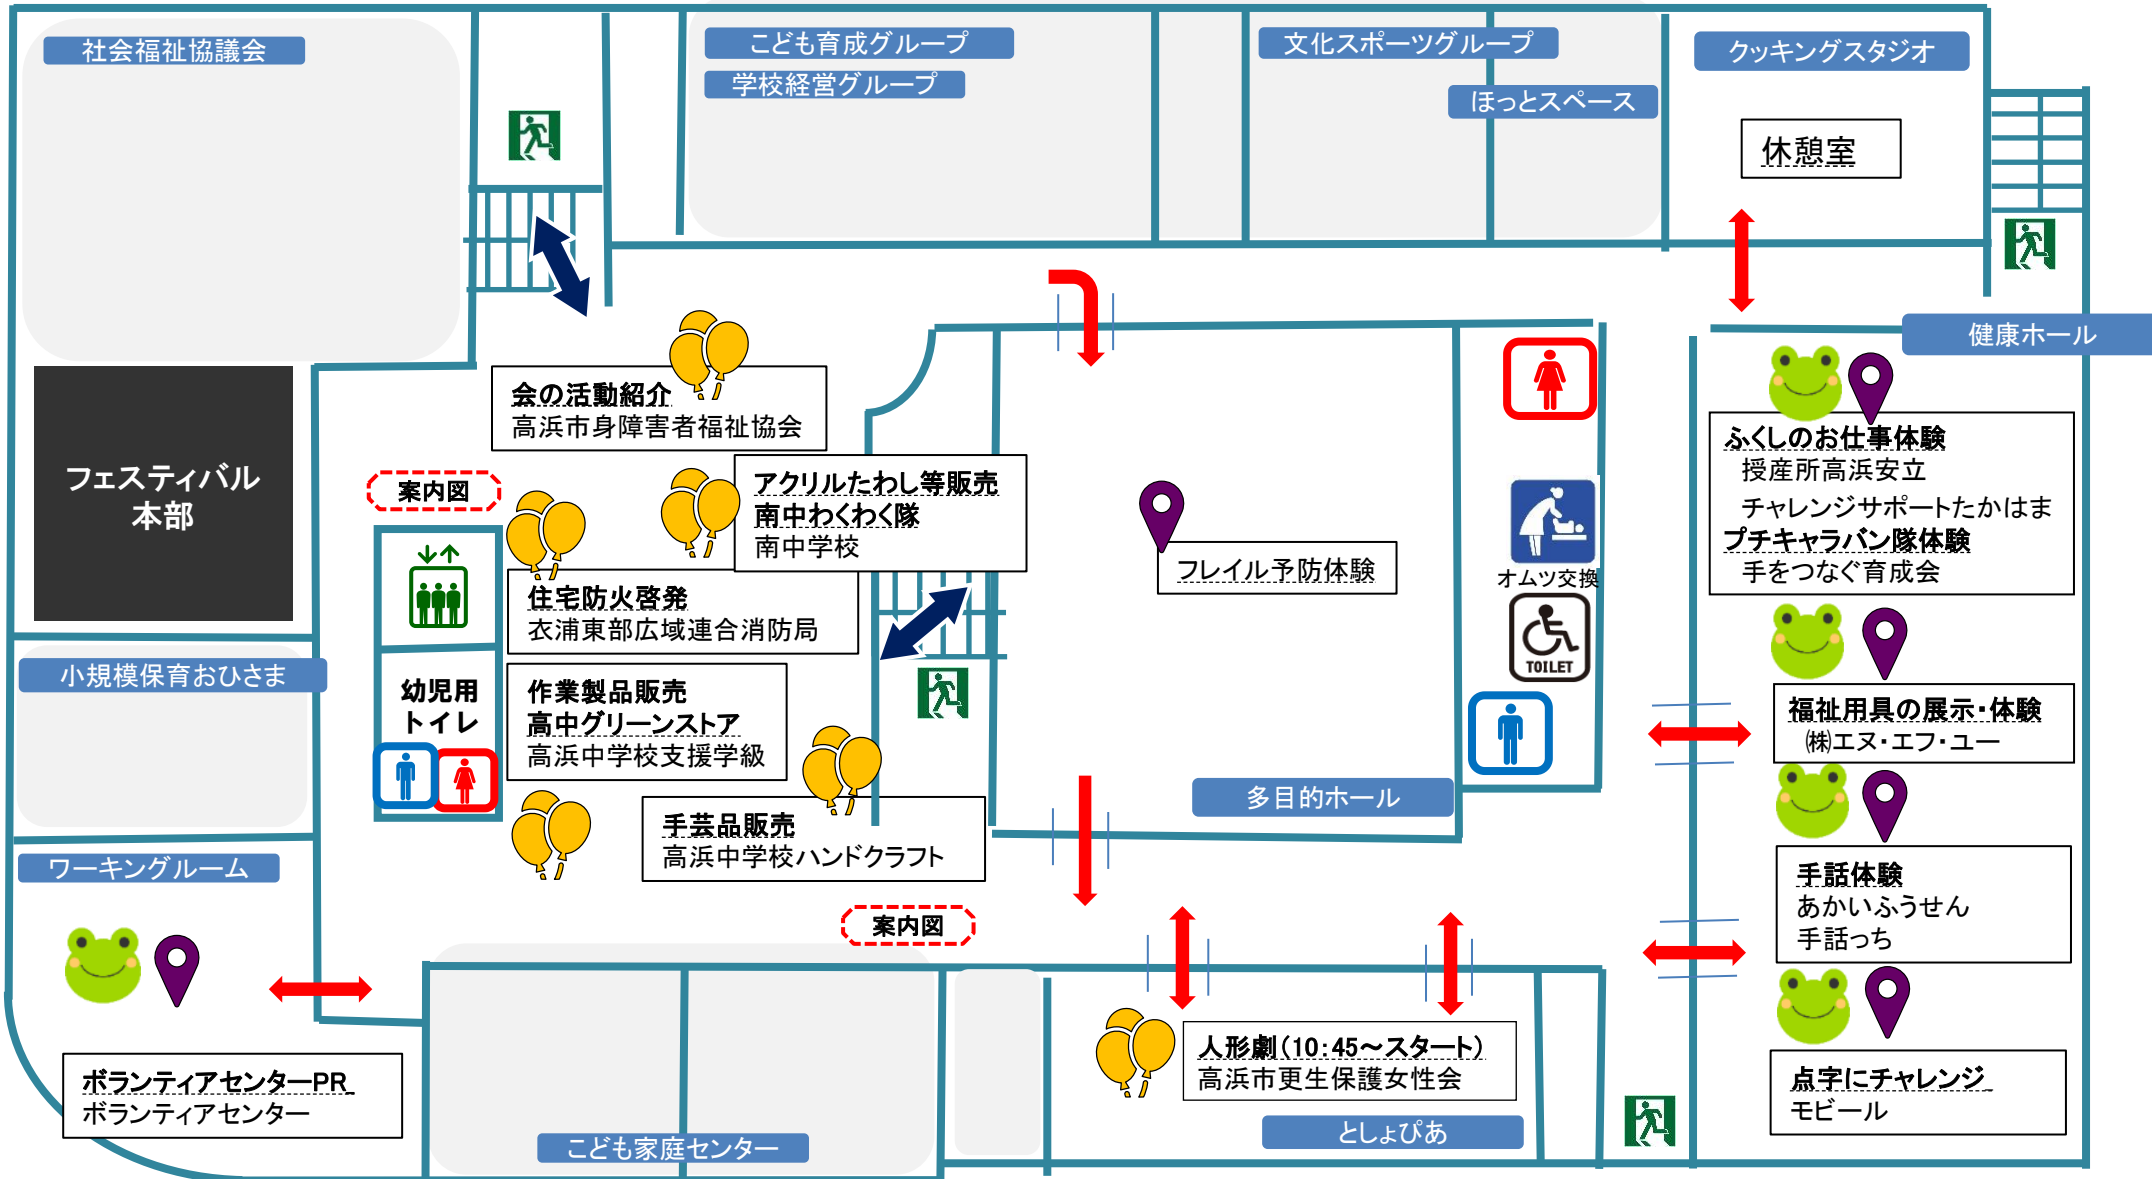 社会福祉協議会
こども育成グループ
学校経営グループ
文化スポーツグループ
ほっとスペース
クッキングスタジオ
休憩室
健康ホール
会の活動紹介
高浜市身障害者福祉協会
フェスティバル
本部
案内図
アクリルたわし等販売
南中わくわく隊
南中学校
フレイル予防体験
オムツ交換
TOILET
ふくしのお仕事体験
授産所高浜安立
チャレンジサポートたかはま
プチキャラバン隊体験
手をつなぐ育成会
住宅防火啓発
衣浦東部広域連合消防局
小規模保育おひさま
幼児用
トイレ
作業製品販売
高中グリーンストア
高浜中学校支援学級
福祉用具の展示・体験
㈱エヌ・エフ・ユー
多目的ホール
手芸品販売
高浜中学校ハンドクラフト
ワーキングルーム
手話体験
あかいふうせん
手話っち
案内図
人形劇(10:45~スタート)
高浜市更生保護女性会
ボランティアセンターPR
ボランティアセンター
点字にチャレンジ
モビール
こども家庭センター
としょぴあ